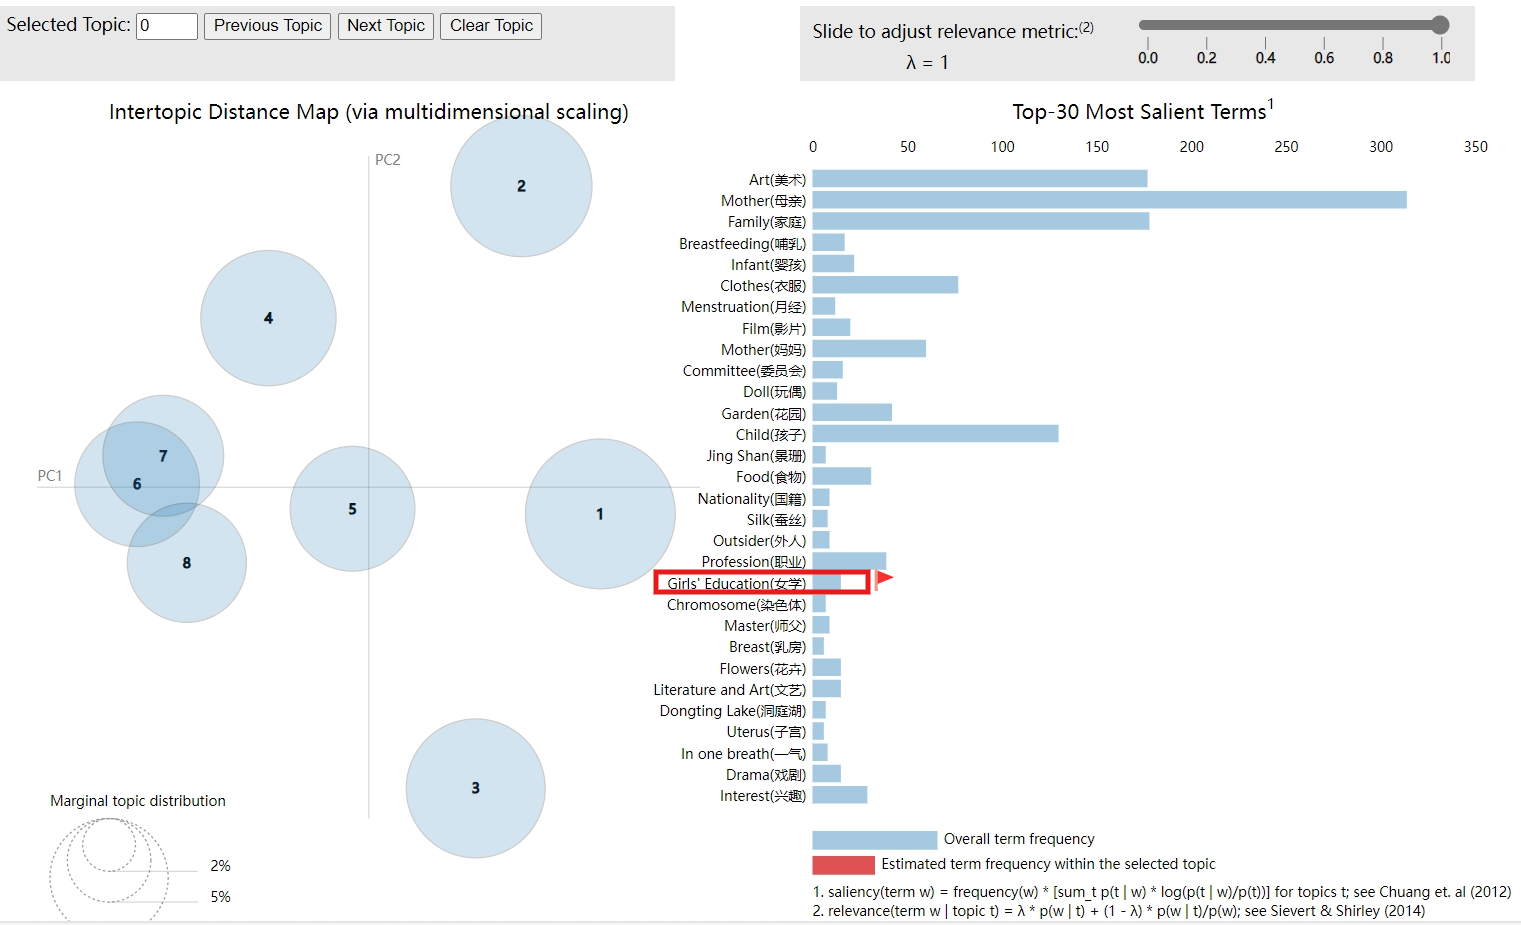 Selected Topic: 0 Previous Topic Next Topic Clear Topic
Slide to adjust relevance metric:(2)
λ = 1
0.0 0.2 0.4 0.6 0.8 1.0
Intertopic Distance Map (via multidimensional scaling)
PC2
PC1
2
4
7
6
5
1
8
3
Marginal topic distribution
2%
5%
Top-30 Most Salient Terms1
0 50 100 150 200 250 300 350
Art(美术)
Mother(母亲)
Family(家庭)
Breastfeeding(哺乳)
Infant(婴孩)
Clothes(衣服)
Menstruation(月经)
Film(影片)
Mother(妈妈)
Committee(委员会)
Doll(玩偶)
Garden(花园)
Child(孩子)
Jing Shan(景珊)
Food(食物)
Nationality(国籍)
Silk(蚕丝)
Outsider(外人)
Profession(职业)
Girls' Education(女学)
Chromosome(染色体)
Master(师父)
Breast(乳房)
Flowers(花卉)
Literature and Art(文艺)
Dongting Lake(洞庭湖)
Uterus(子宫)
In one breath(一气)
Drama(戏剧)
Interest(兴趣)
Overall term frequency
Estimated term frequency within the selected topic
1. saliency(term w) = frequency(w) * [sum_t p(t | w) * log(p(t | w)/p(t))] for topics t; see Chuang et. al (2012)
2. relevance(term w | topic t) = λ * p(w | t) + (1 - λ) * p(w | t)/p(w); see Sievert & Shirley (2014)